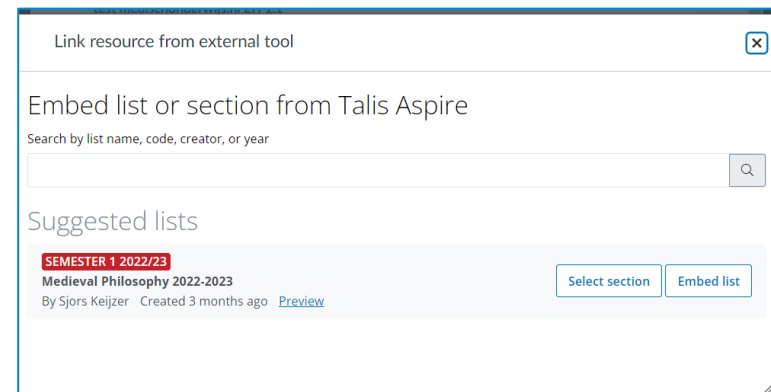 Link resource from external tool
Embed list or section from Talis Aspire
Search by list name, code, creator, or year
Suggested lists
SEMESTER 1 2022/23
Medieval Philosophy 2022-2023
By Sjors Keijzer Created 3 months ago Preview
Select section Embed list